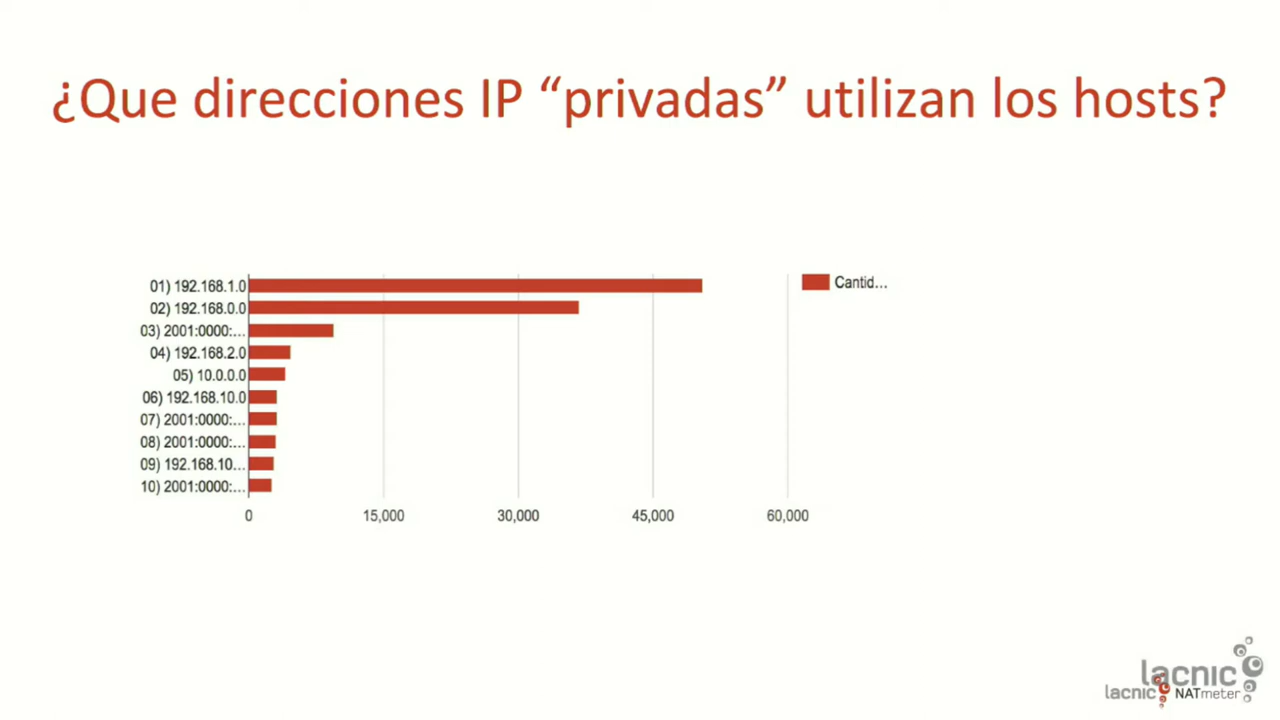 ¿Que direcciones IP “privadas” utilizan los hosts?
01) 192.168.1.0
02) 192.168.0.0
03) 2001:0000:...
04) 192.168.2.0
05) 10.0.0.0
06) 192.168.10.0
07) 2001:0000:...
08) 2001:0000:...
09) 192.168.10...
10) 2001:0000:...
0 15,000 30,000 45,000 60,000
Cantid...
lacnic
lacnic NATmeter